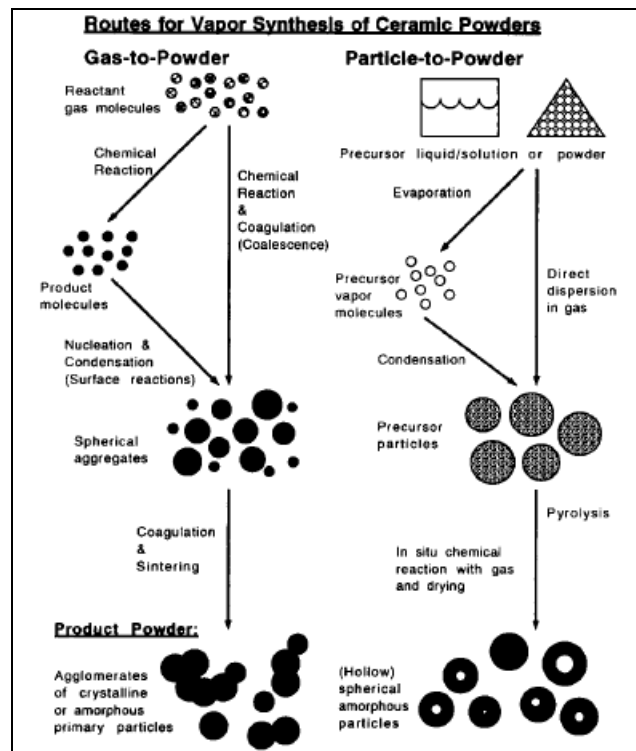 Routes for Vapor Synthesis of Ceramic Powders
Gas-to-Powder
Reactant
gas molecules
Chemical
Reaction
Chemical
Reaction
&
Coagulation
(Coalescence)
Product
molecules
Nucleation &
Condensation
(Surface reactions)
Spherical
aggregates
Coagulation
&
Sintering
Product Powder:
Agglomerates
of crystalline
or amorphous
primary particles
Particle-to-Powder
Precursor liquid/solution or powder
Evaporation
Precursor
vapor
molecules
Direct
dispersion
in gas
Condensation
Precursor
particles
Pyrolysis
In situ chemical
reaction with gas
and drying
(Hollow)
spherical
amorphous
particles